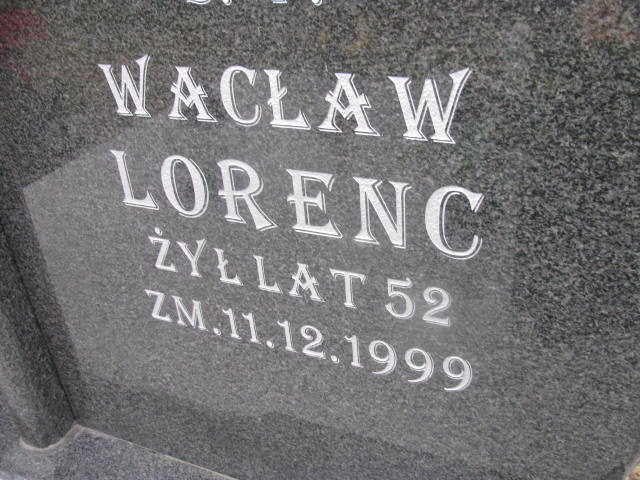 WACŁAW
LORENC
ŻYŁ LAT 52
ZM. 11.12.1999